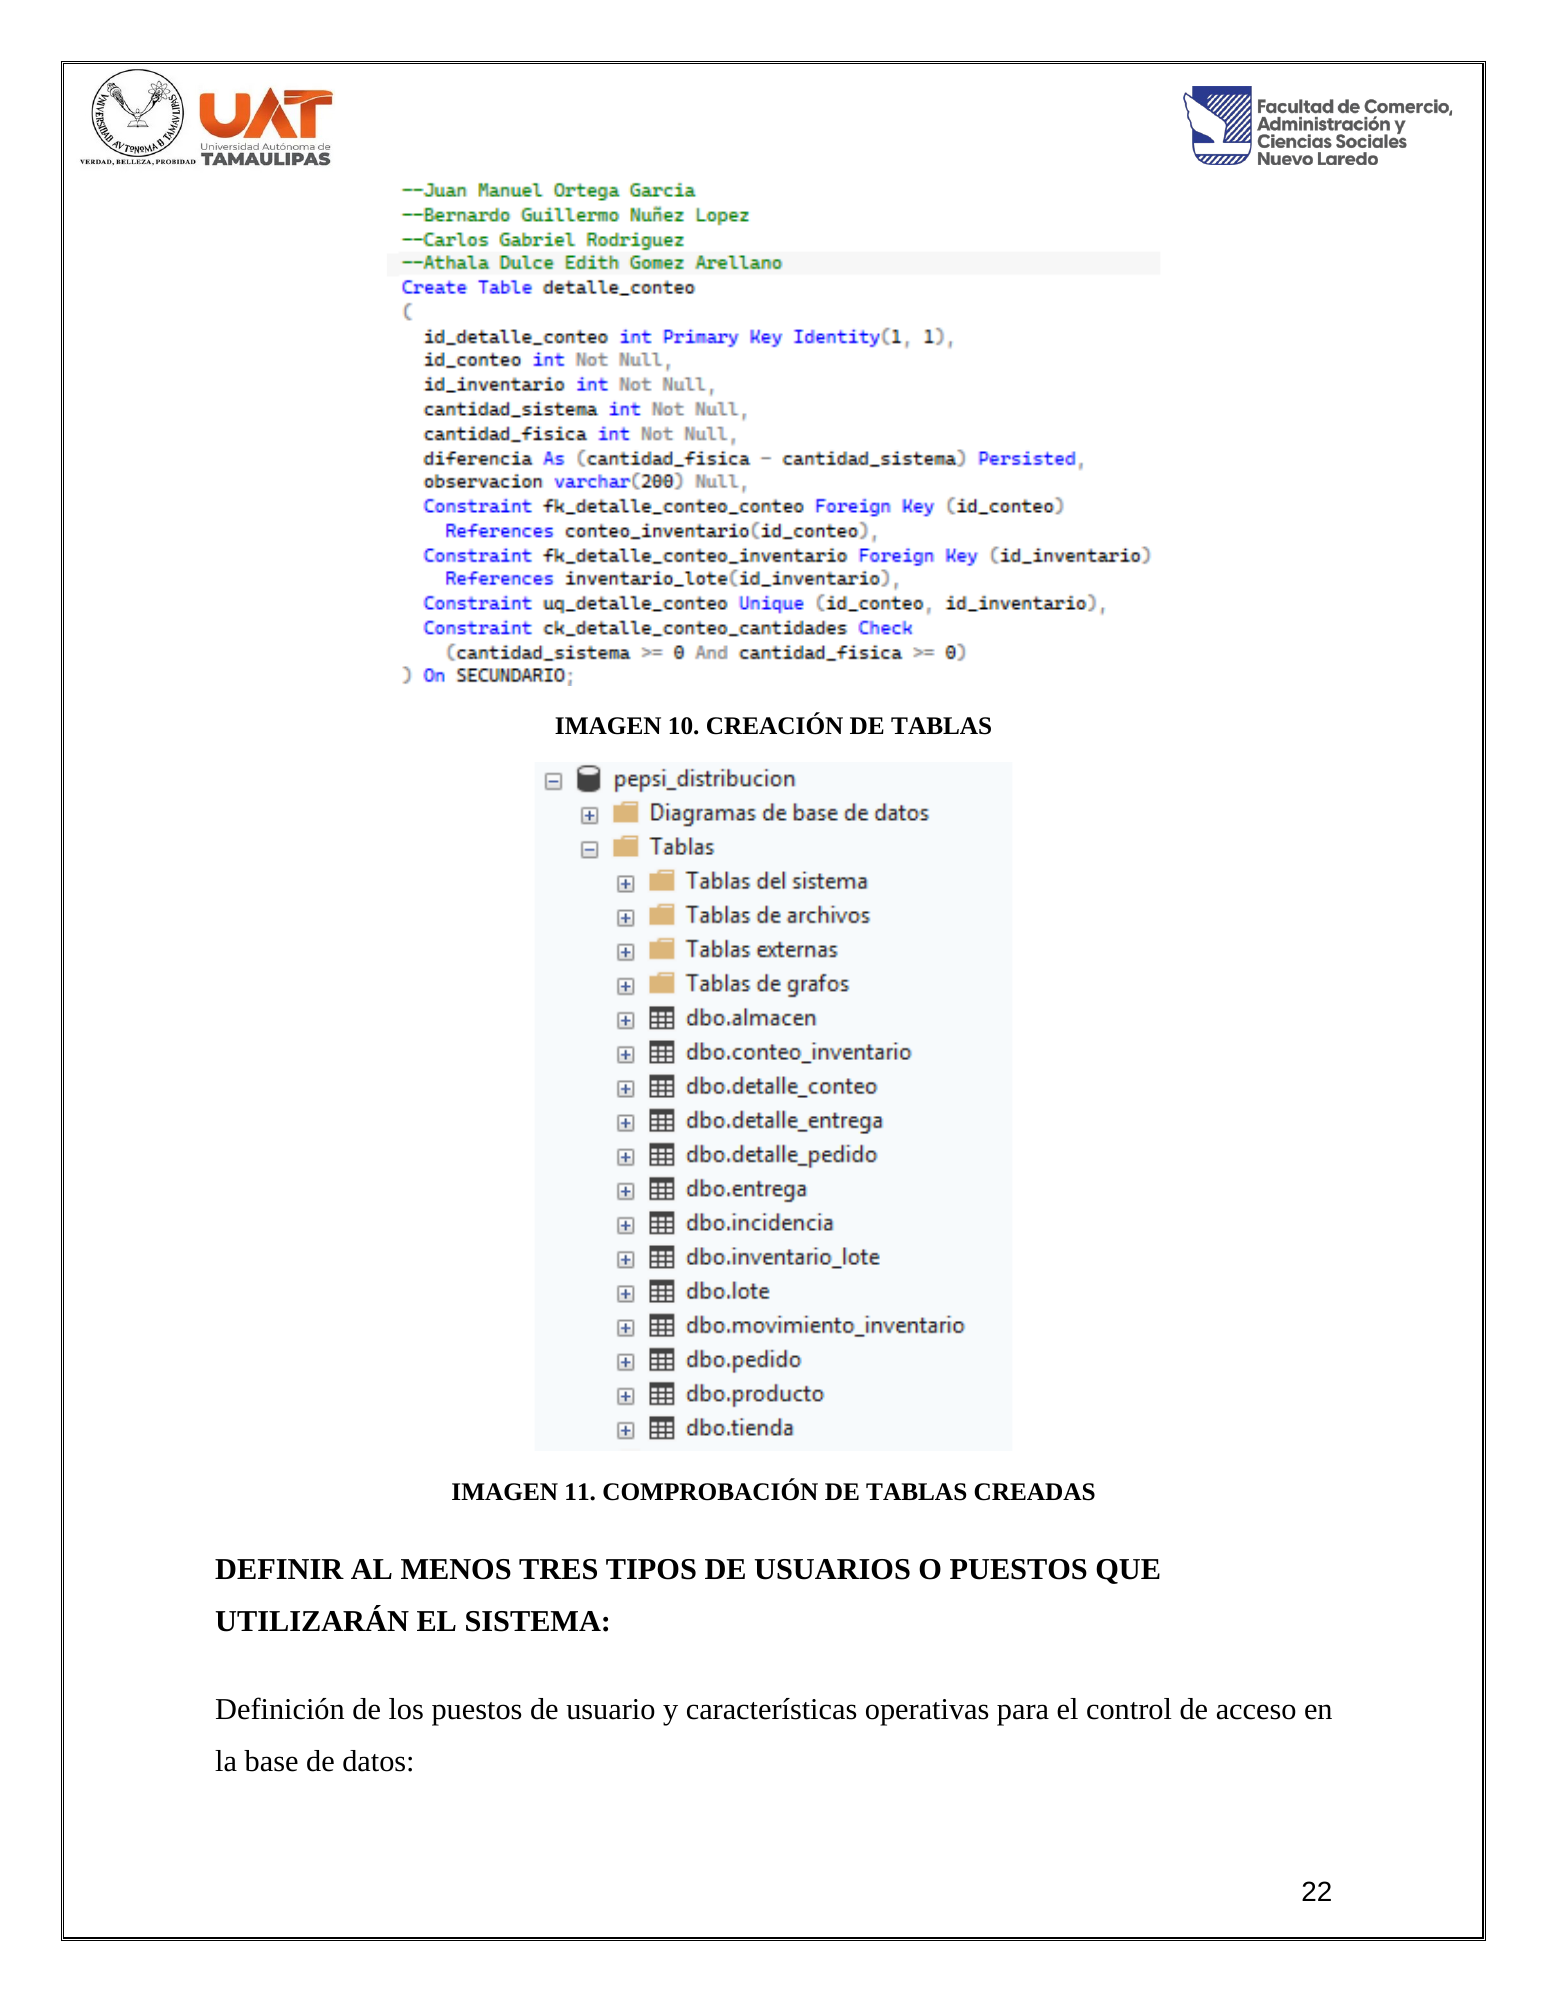 UNIVERSIDAD AUTONOMA DE TAMAULIPAS
VERDAD, BELLEZA, PROBIDAD
UAT
Universidad Autónoma de
TAMAULIPAS
Facultad de Comercio,
Administración y
Ciencias Sociales
Nuevo Laredo
--Juan Manuel Ortega Garcia
--Bernardo Guillermo Nuñez Lopez
--Carlos Gabriel Rodriguez
--Athala Dulce Edith Gomez Arellano
Create Table detalle_conteo
(
id_detalle_conteo int Primary Key Identity(1, 1),
id_conteo int Not Null,
id_inventario int Not Null,
cantidad_sistema int Not Null,
cantidad_fisica int Not Null,
diferencia As (cantidad_fisica - cantidad_sistema) Persisted,
observacion varchar(200) Null,
Constraint fk_detalle_conteo_conteo Foreign Key (id_conteo)
References conteo_inventario(id_conteo),
Constraint fk_detalle_conteo_inventario Foreign Key (id_inventario)
References inventario_lote(id_inventario),
Constraint uq_detalle_conteo Unique (id_conteo, id_inventario),
Constraint ck_detalle_conteo_cantidades Check
(cantidad_sistema >= 0 And cantidad_fisica >= 0)
) On SECUNDARIO;
IMAGEN 10. CREACIÓN DE TABLAS
pepsi_distribucion
Diagramas de base de datos
Tablas
Tablas del sistema
Tablas de archivos
Tablas externas
Tablas de grafos
dbo.almacen
dbo.conteo_inventario
dbo.detalle_conteo
dbo.detalle_entrega
dbo.detalle_pedido
dbo.entrega
dbo.incidencia
dbo.inventario_lote
dbo.lote
dbo.movimiento_inventario
dbo.pedido
dbo.producto
dbo.tienda
IMAGEN 11. COMPROBACIÓN DE TABLAS CREADAS
DEFINIR AL MENOS TRES TIPOS DE USUARIOS O PUESTOS QUE
UTILIZARÁN EL SISTEMA:
Definición de los puestos de usuario y características operativas para el control de acceso en
la base de datos:
22